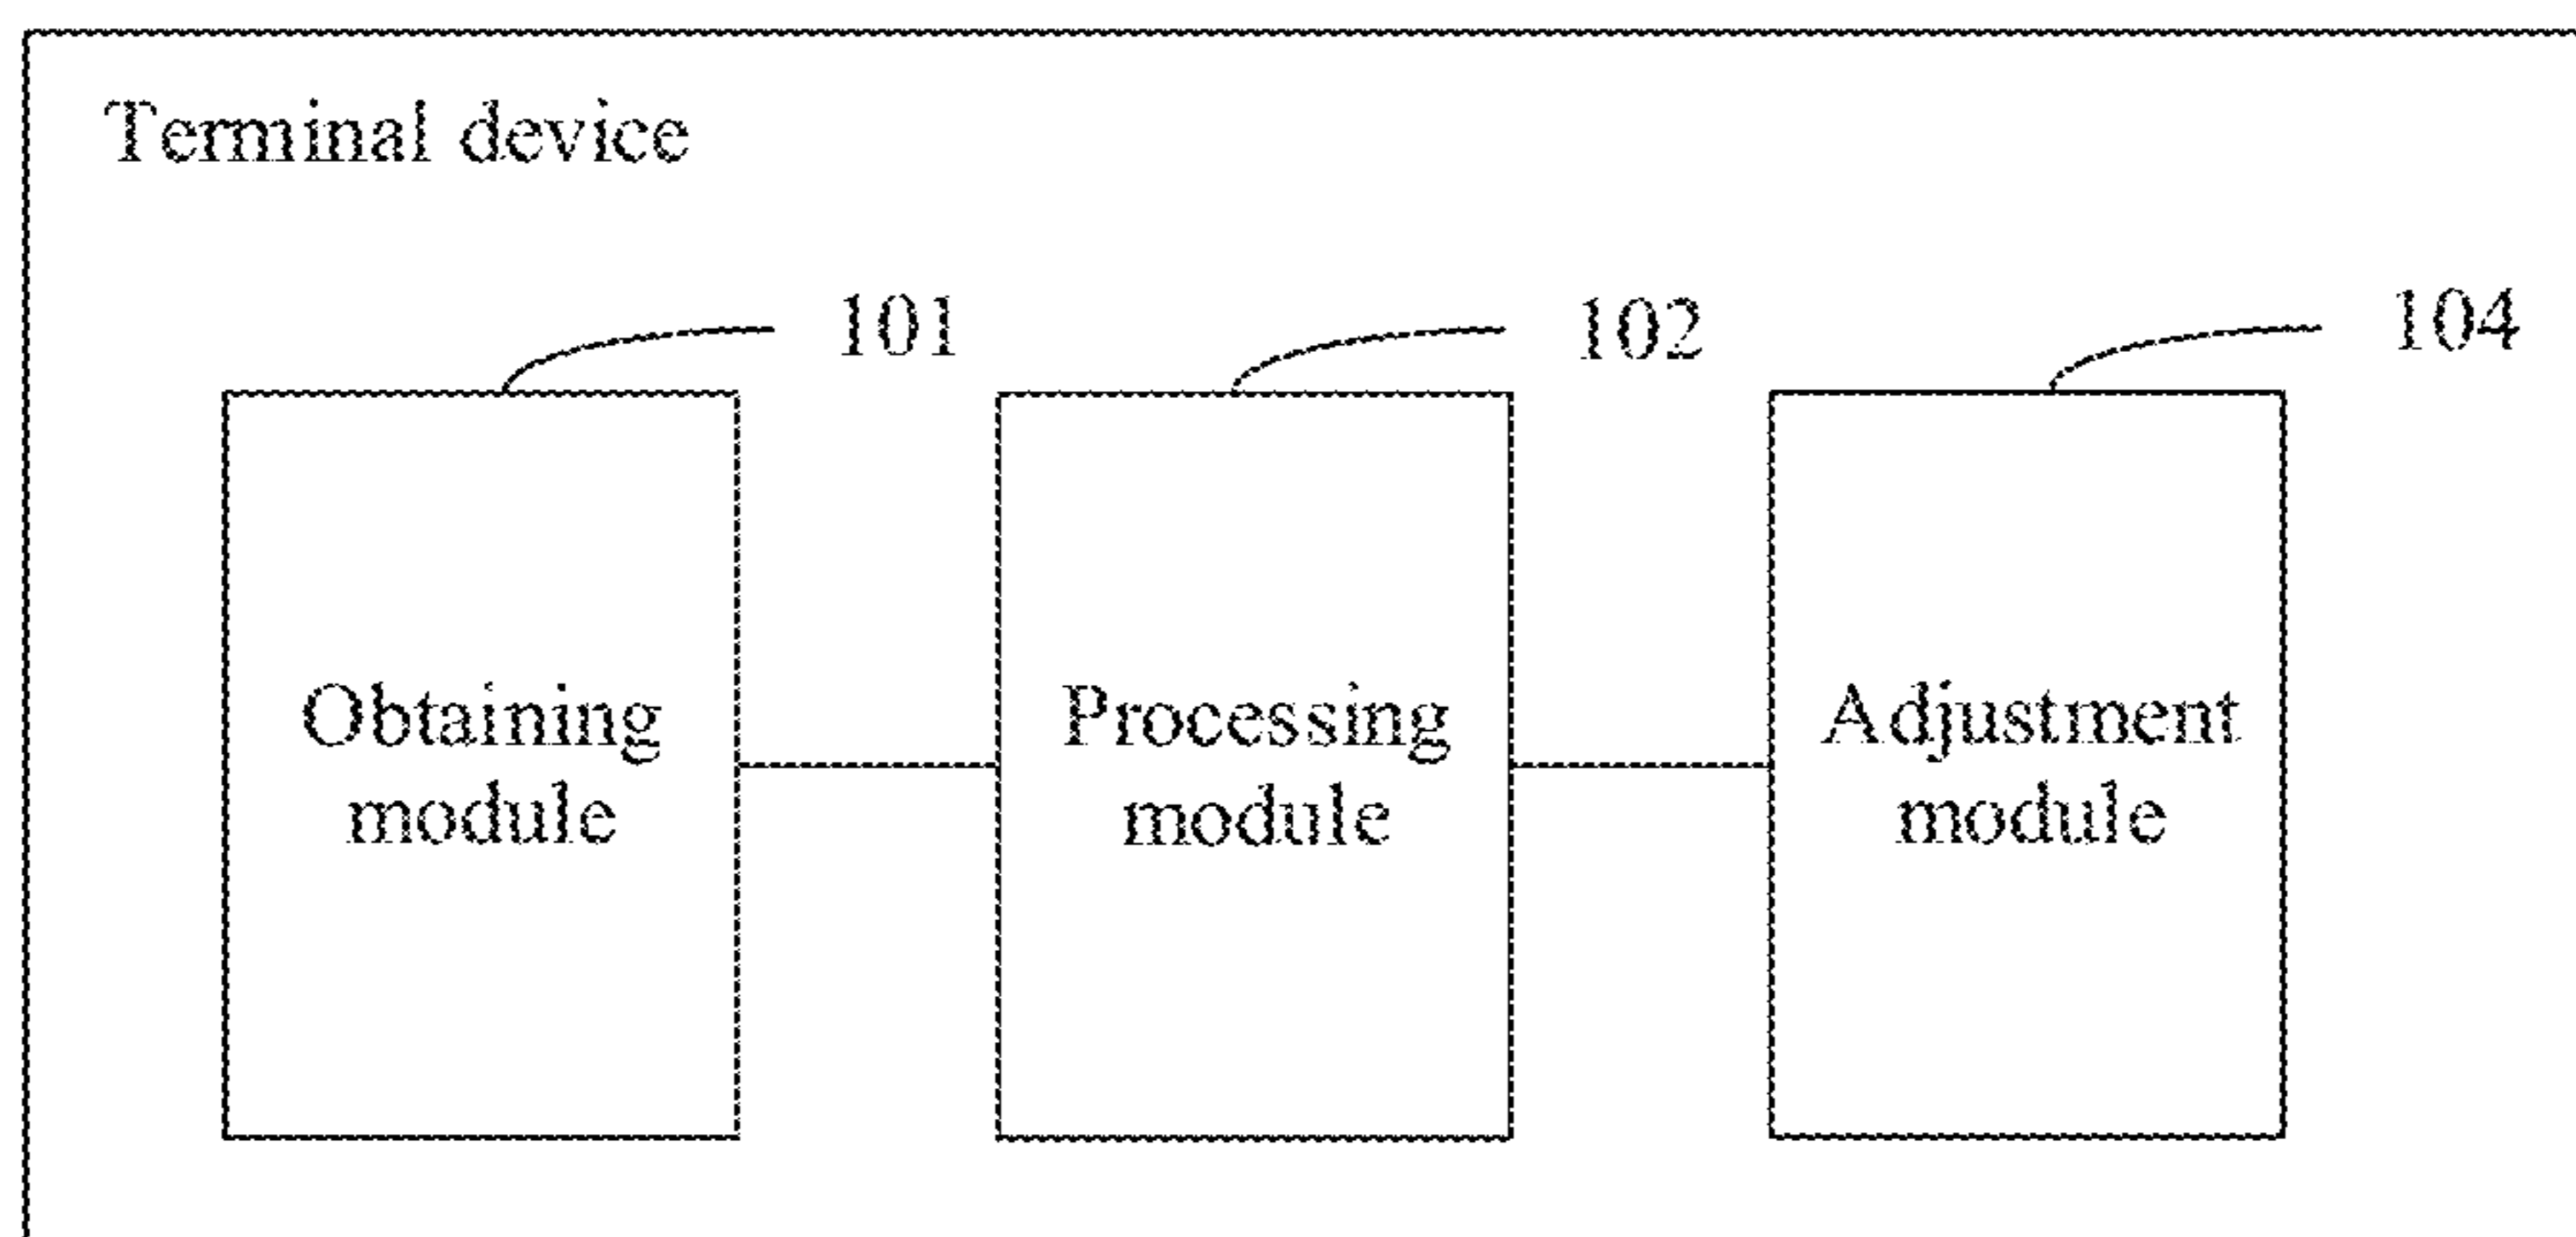 Terminal device
101
102
104
Obtaining
module
Processing
module
Adjustment
module